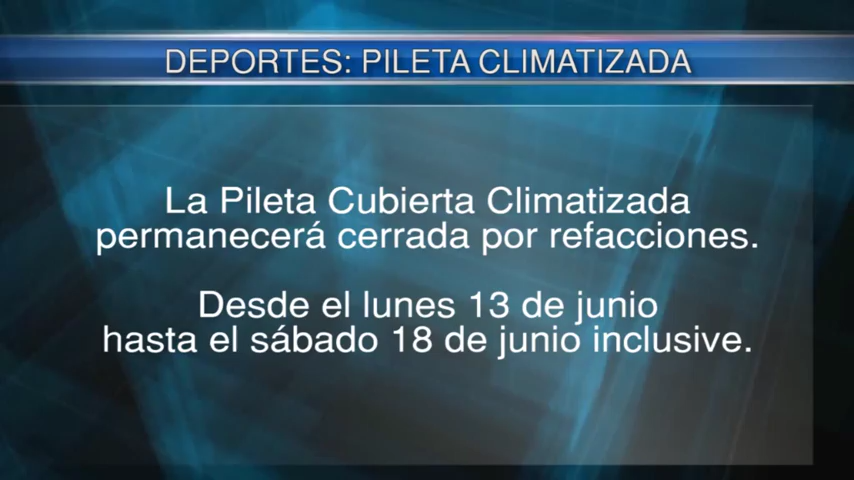 DEPORTES: PILETA CLIMATIZADA
La Pileta Cubierta Climatizada
permanecerá cerrada por refacciones.
Desde el lunes 13 de junio
hasta el sábado 18 de junio inclusive.